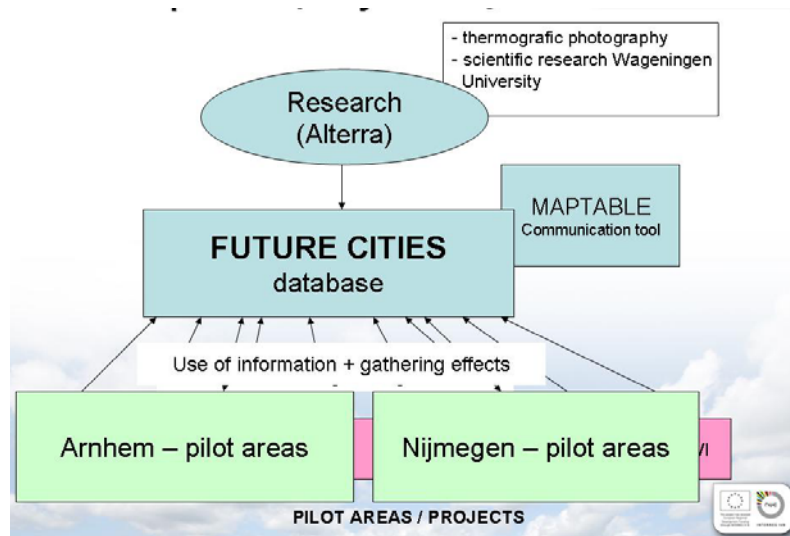 - thermografic photography
- scientific research Wageningen
University
Research
(Alterra)
MAPTABLE
Communication tool
FUTURE CITIES
database
Use of information + gathering effects
Arnhem – pilot areas
Nijmegen – pilot areas
PILOT AREAS / PROJECTS